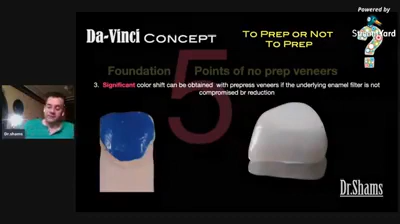 Powered by
StreamYard
Da-Vinci CONCEPT
TO PREP OR NOT
TO PREP
?
5
Foundation Points of no prep veneers
3. Significant color shift can be obtained with prepress veneers if the underlying enamel filter is not
compromised br reduction
Dr.shams
Dr.Shams